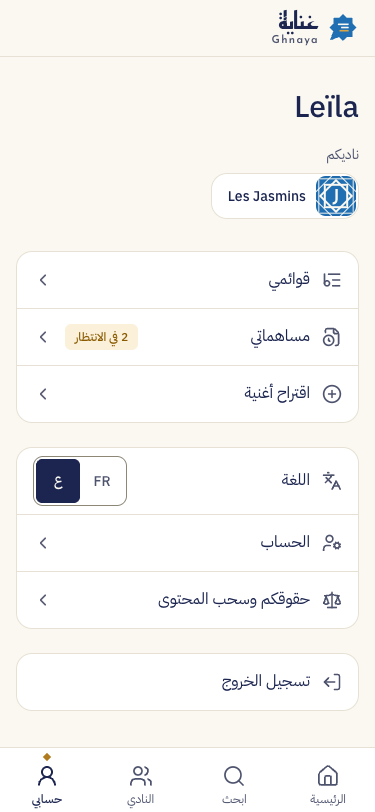 غناية
Ghnaya
Leïla
ناديكم
J
Les Jasmins
قوائمي
مساهماتي
2 في الانتظار
اقتراح أغنية
اللغة
FR
ع
الحساب
حقوقكم وسحب المحتوى
تسجيل الخروج
الرئيسية
ابحث
النادي
حسابي